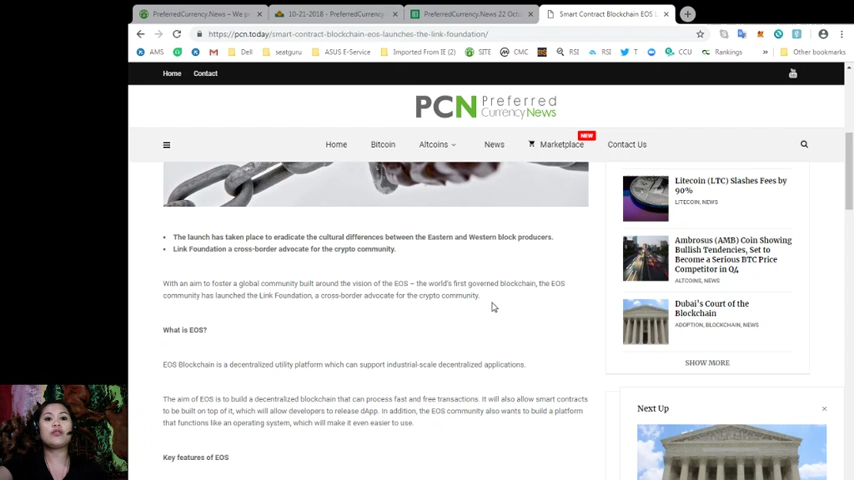 PreferredCurrency.News – We p
10-21-2018 - PreferredCurrency
PreferredCurrency.News 22 Oct
Smart Contract Blockchain EOS L
https://pcn.today/smart-contract-blockchain-eos-launches-the-link-foundation/
AMS
Dell
seatguru
ASUS E-Service
Imported From IE (2)
SITE
CMC
RSI
RSI
T
CCU
Rankings
»
Other bookmarks
Home Contact
PCN Preferred
Currency News
NEW
Home Bitcoin Altcoins News Marketplace Contact Us
• The launch has taken place to eradicate the cultural differences between the Eastern and Western block producers.
• Link Foundation a cross-border advocate for the crypto community.
With an aim to foster a global community built around the vision of the EOS – the world's first governed blockchain, the EOS
community has launched the Link Foundation, a cross-border advocate for the crypto community.
What is EOS?
EOS Blockchain is a decentralized utility platform which can support industrial-scale decentralized applications.
The aim of EOS is to build a decentralized blockchain that can process fast and free transactions. It will also allow smart contracts
to be built on top of it, which will allow developers to release dApp. In addition, the EOS community also wants to build a platform
that functions like an operating system, which will make it even easier to use.
Key features of EOS
Litecoin (LTC) Slashes Fees by
90%
LITECOIN, NEWS
Ambrosus (AMB) Coin Showing
Bullish Tendencies, Set to
Become a Serious BTC Price
Competitor in Q4
ALTCOINS, NEWS
Dubai's Court of the
Blockchain
ADOPTION, BLOCKCHAIN, NEWS
SHOW MORE
Next Up